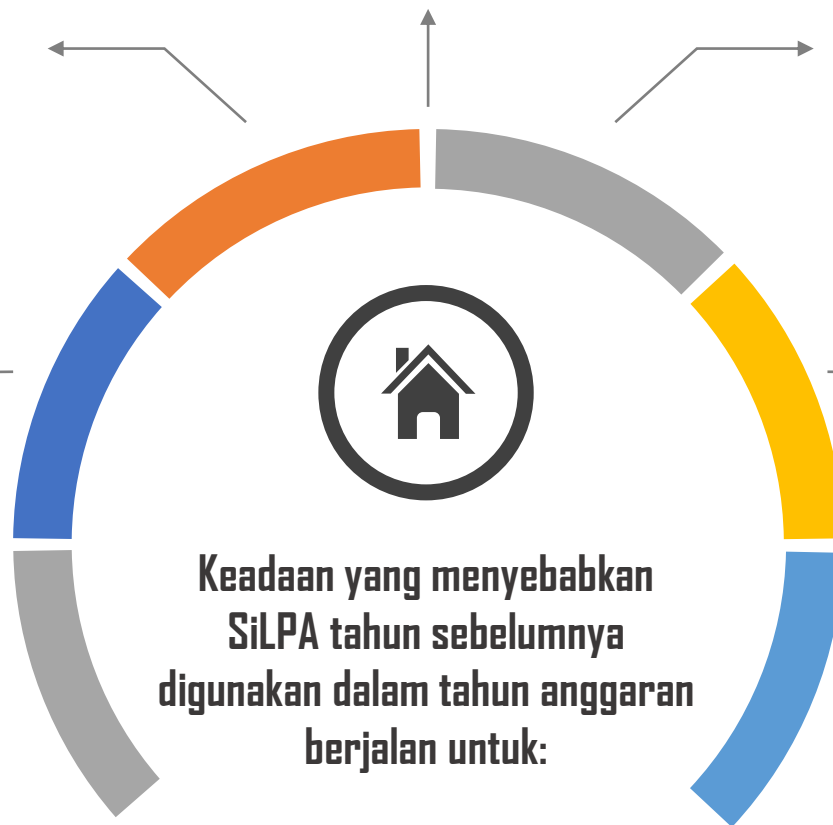 Keadaan yang menyebabkan
SiLPA tahun sebelumnya
digunakan dalam tahun anggaran
berjalan untuk: